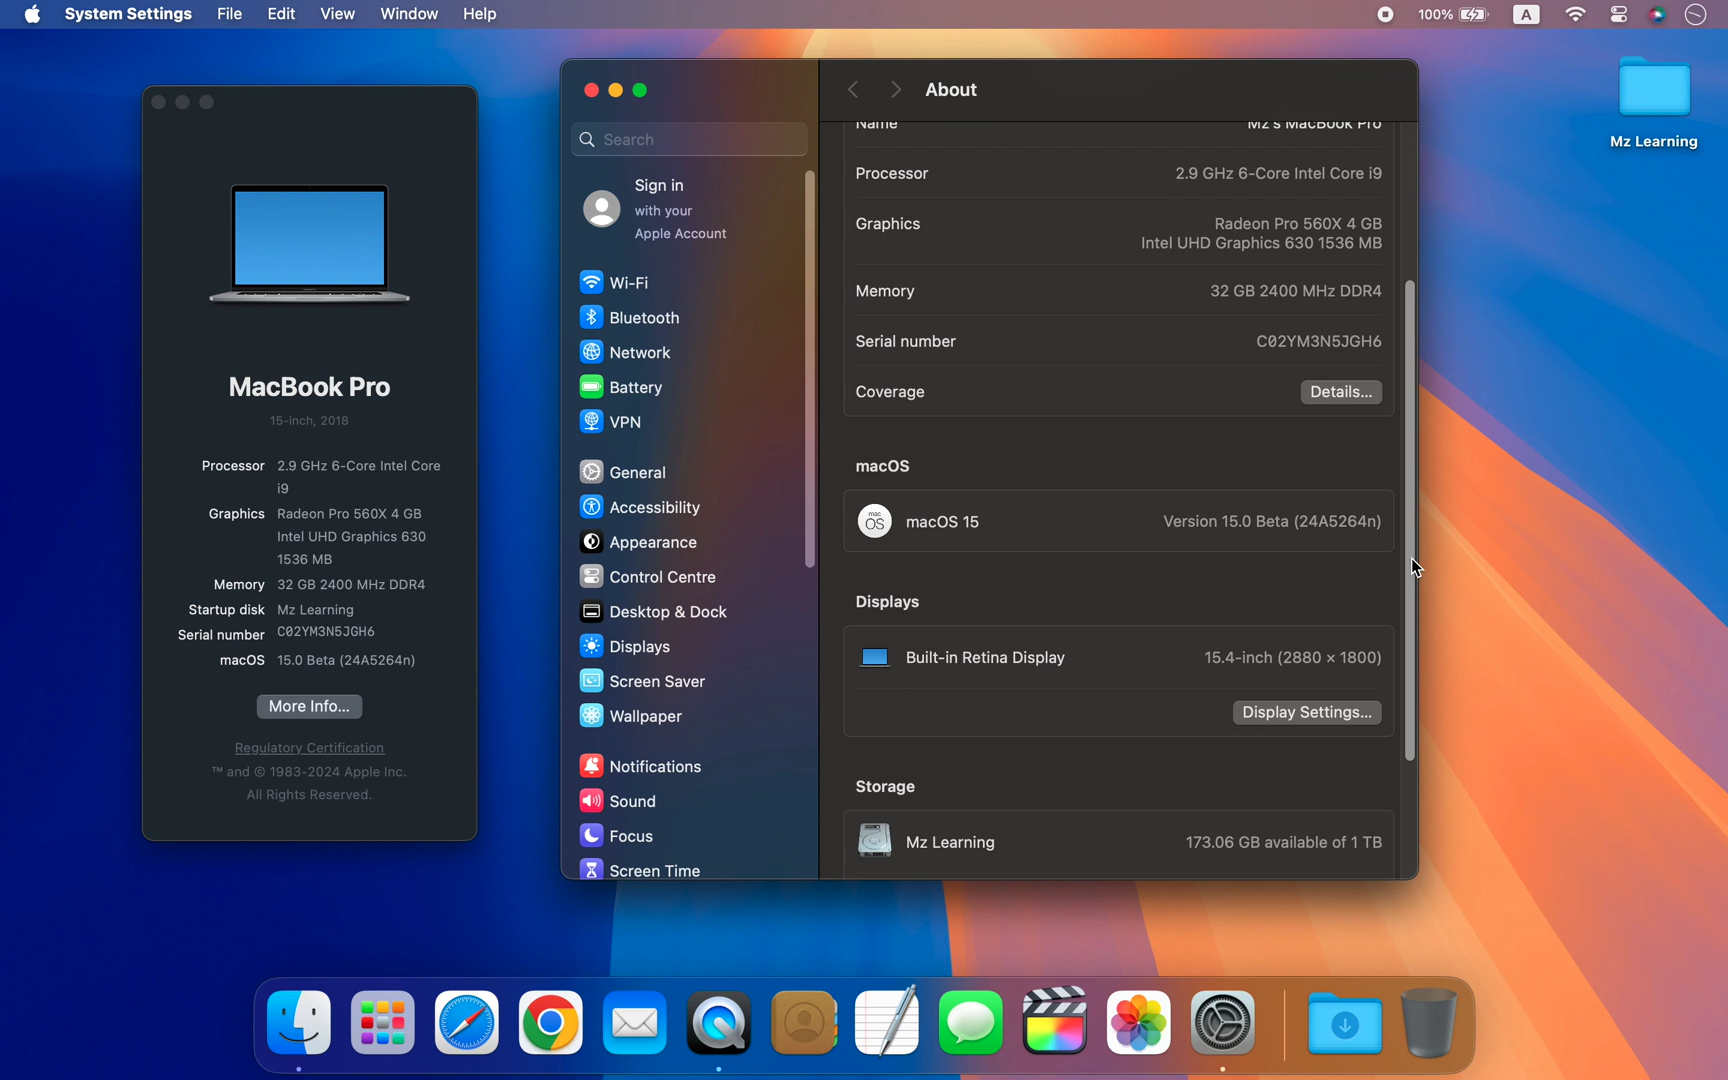 System Settings File Edit View Window Help
100% A
Mz Learning
MacBook Pro
15-inch, 2018
Processor 2.9 GHz 6-Core Intel Core
i9
Graphics Radeon Pro 560X 4 GB
Intel UHD Graphics 630
1536 MB
Memory 32 GB 2400 MHz DDR4
Startup disk Mz Learning
Serial number C02YM3N5JGH6
macOS 15.0 Beta (24A5264n)
More Info...
Regulatory Certification
™ and © 1983-2024 Apple Inc.
All Rights Reserved.
Search
Sign in
with your
Apple Account
Wi-Fi
Bluetooth
Network
Battery
VPN
General
Accessibility
Appearance
Control Centre
Desktop & Dock
Displays
Screen Saver
Wallpaper
Notifications
Sound
Focus
Screen Time
About
Name Mz's MacBook Pro
Processor 2.9 GHz 6-Core Intel Core i9
Graphics Radeon Pro 560X 4 GB
Intel UHD Graphics 630 1536 MB
Memory 32 GB 2400 MHz DDR4
Serial number C02YM3N5JGH6
Coverage Details...
macOS
mac
OS
macOS 15 Version 15.0 Beta (24A5264n)
Displays
Built-in Retina Display 15.4-inch (2880 × 1800)
Display Settings...
Storage
Mz Learning 173.06 GB available of 1 TB